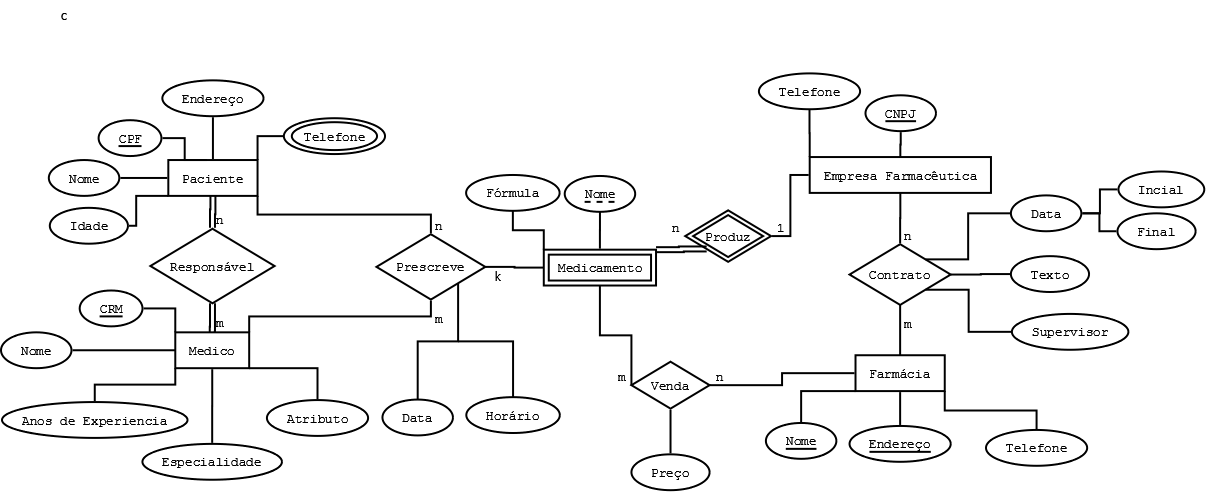 c
Endereço
Telefone
CNPJ
Telefone
CPF
Telefone
Nome
Paciente
Empresa Farmacêutica
Incial
Fórmula
Nome
Data
Final
Idade
n
n
n
Produz
1
n
Responsável
Prescreve
k
Medicamento
Contrato
Texto
CRM
m
m
m
Supervisor
Nome
Medico
Farmácia
m
Venda
n
Anos de Experiencia
Atributo
Data
Horário
Nome
Endereço
Telefone
Especialidade
Preço